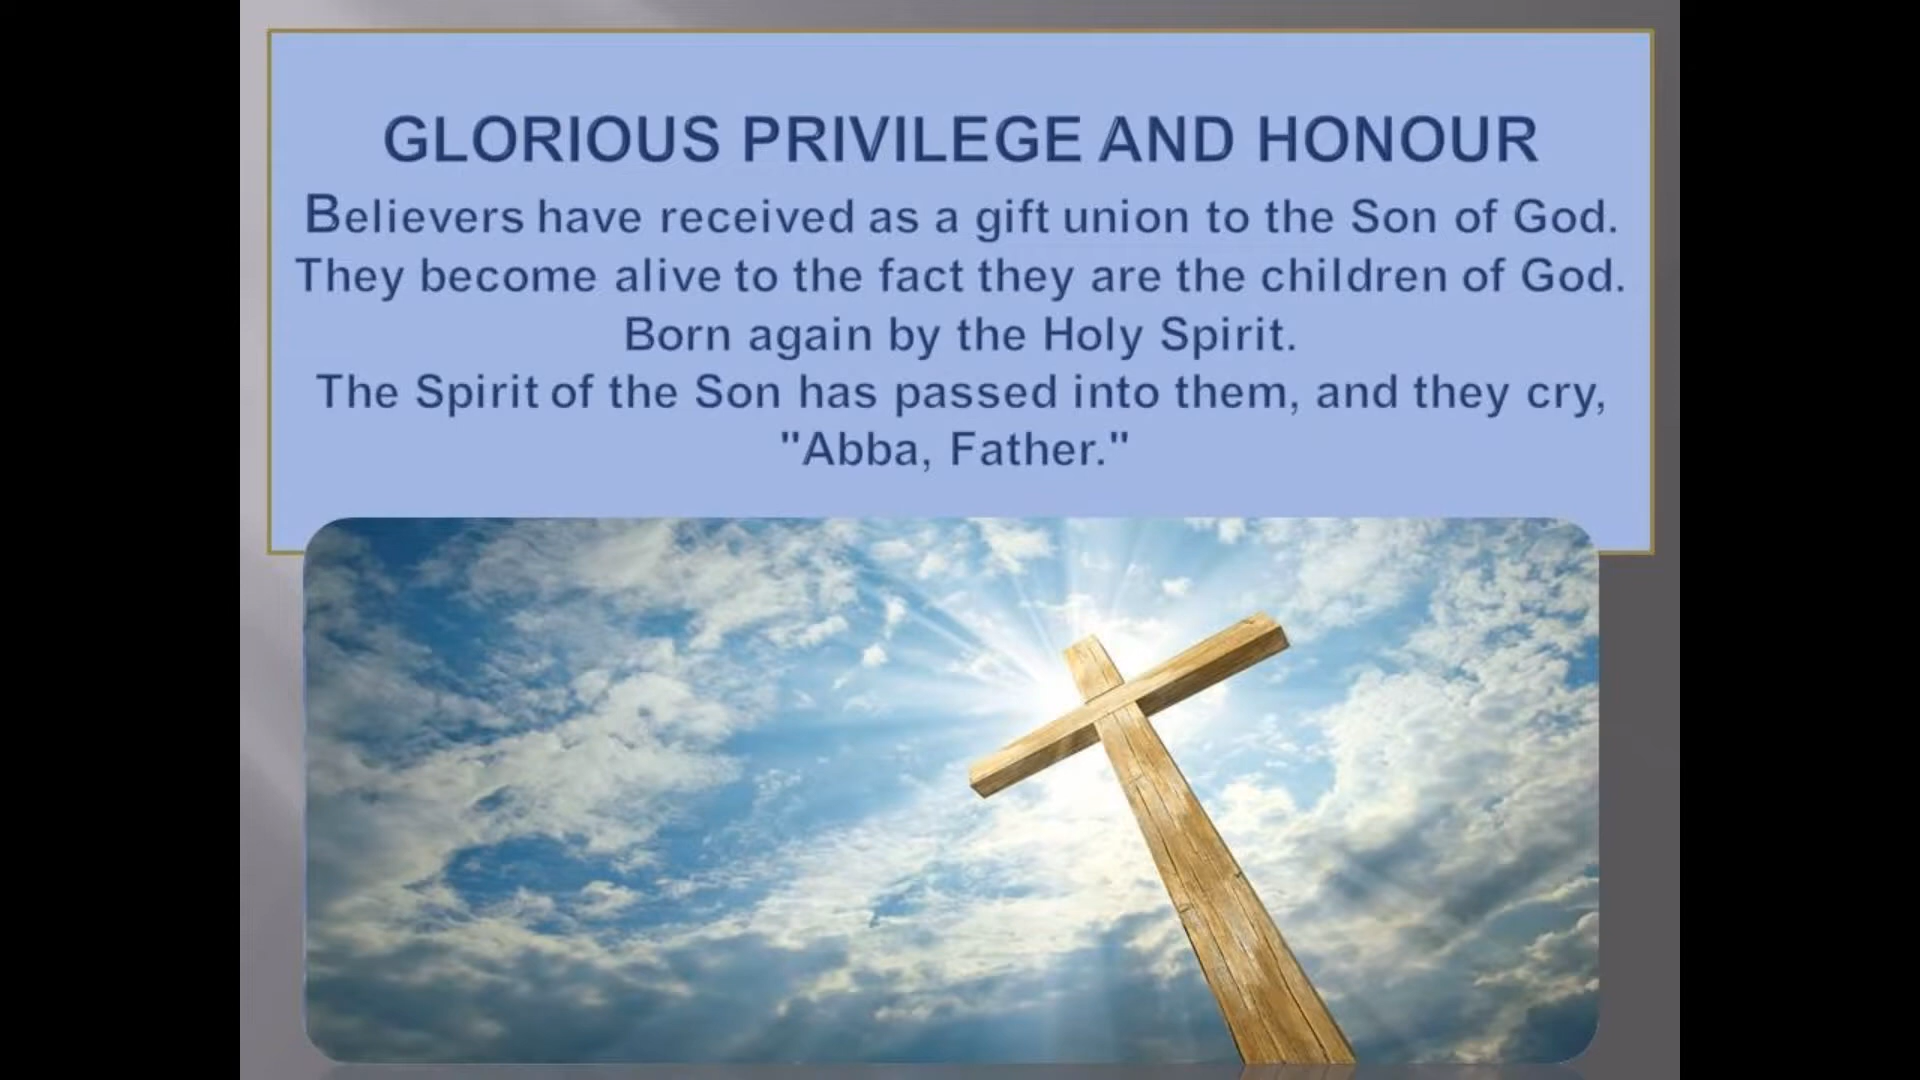 GLORIOUS PRIVILEGE AND HONOUR
Believers have received as a gift union to the Son of God.
They become alive to the fact they are the children of God.
Born again by the Holy Spirit.
The Spirit of the Son has passed into them, and they cry,
"Abba, Father."